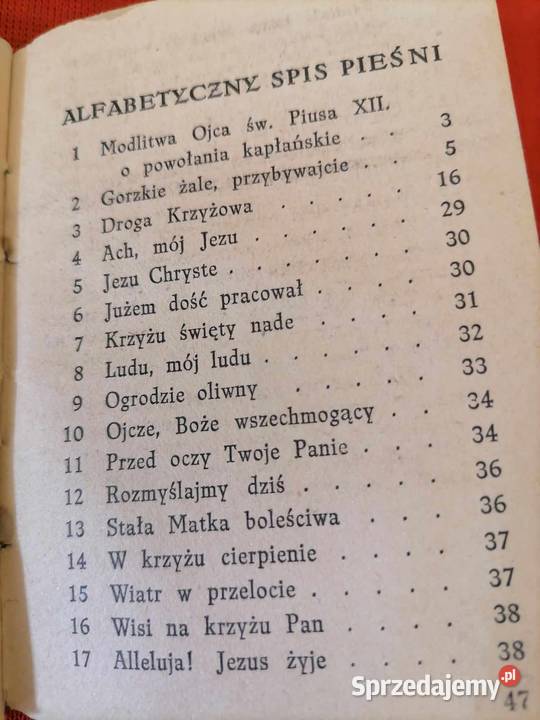 ALFABETYCZNY SPIS PIEŚNI
1 Modlitwa Ojca św. Piusa XII.
o powołania kapłańskie . . 3
2 Gorzkie żale, przybywajcie . . 5
3 Droga Krzyżowa . . . . . 16
4 Ach, mój Jezu . . . . . 29
5 Jezu Chryste . . . . . . 30
6 Jużem dość pracował . . . . 30
7 Krzyżu święty nade . . . . 31
8 Ludu, mój ludu . . . . . 32
9 Ogrodzie oliwny . . . . . 33
10 Ojcze, Boże wszechmogący . . 34
11 Przed oczy Twoje Panie . . . 34
12 Rozmyślajmy dziś . . . . . 36
13 Stała Matka boleściwa . . . 36
14 W krzyżu cierpienie . . . . 37
15 Wiatr w przelocie . . . . 37
16 Wisi na krzyżu Pan . . . . 38
17 Alleluja! Jezus żyje . . . . 38
47
Sprzedajemy.pl